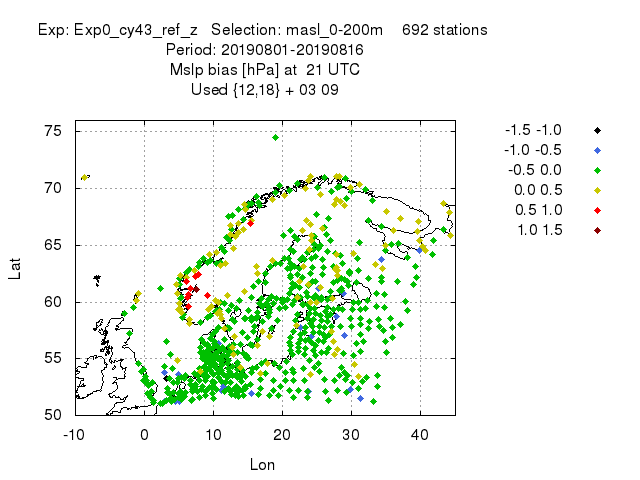 Exp: Exp0_cy43_ref_z Selection: masl_0-200m 692 stations
Period: 20190801-20190816
Mslp bias [hPa] at 21 UTC
Used {12,18} + 03 09
-1.5 -1.0
-1.0 -0.5
-0.5 0.0
0.0 0.5
0.5 1.0
1.0 1.5
75
70
65
60
55
50
Lat
-10 0 10 20 30 40
Lon